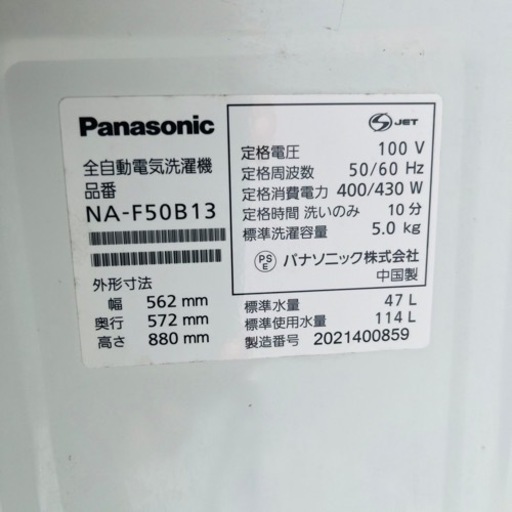 Panasonic
全自動電気洗濯機
品番
NA-F50B13
外形寸法
幅 562 mm
奥行 572 mm
高さ 880 mm
S JET
定格電圧 100 V
定格周波数 50/60 Hz
定格消費電力 400/430 W
定格時間 洗いのみ 10 分
標準洗濯容量 5.0 kg
PS E パナソニック株式会社
中国製
標準水量 47 L
標準使用水量 114 L
製造番号 2021400859